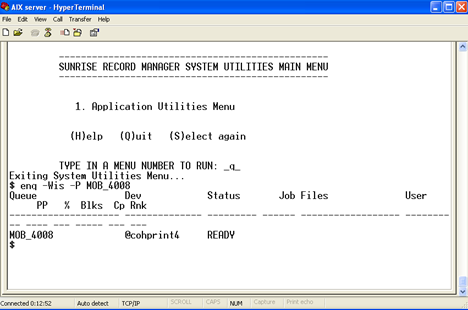 AIX server - HyperTerminal
File Edit View Call Transfer Help
------------------------------------------------
SUNRISE RECORD MANAGER SYSTEM UTILITIES MAIN MENU
------------------------------------------------
1. Application Utilities Menu
(H)elp (Q)uit (S)elect again
TYPE IN A MENU NUMBER TO RUN: _q_
Exiting System Utilities Menu...
$ enq -Wis -P MOB_4008
Queue Dev Status Job Files User
PP % Blks Cp Rnk
-------------------- -------------- --------- ------ ------------------ --------
-- ---- --- ----- --- ---
MOB_4008 @cohprint4 READY
$
Connected 0:12:52 Auto detect TCP/IP SCROLL CAPS NUM Capture Print echo